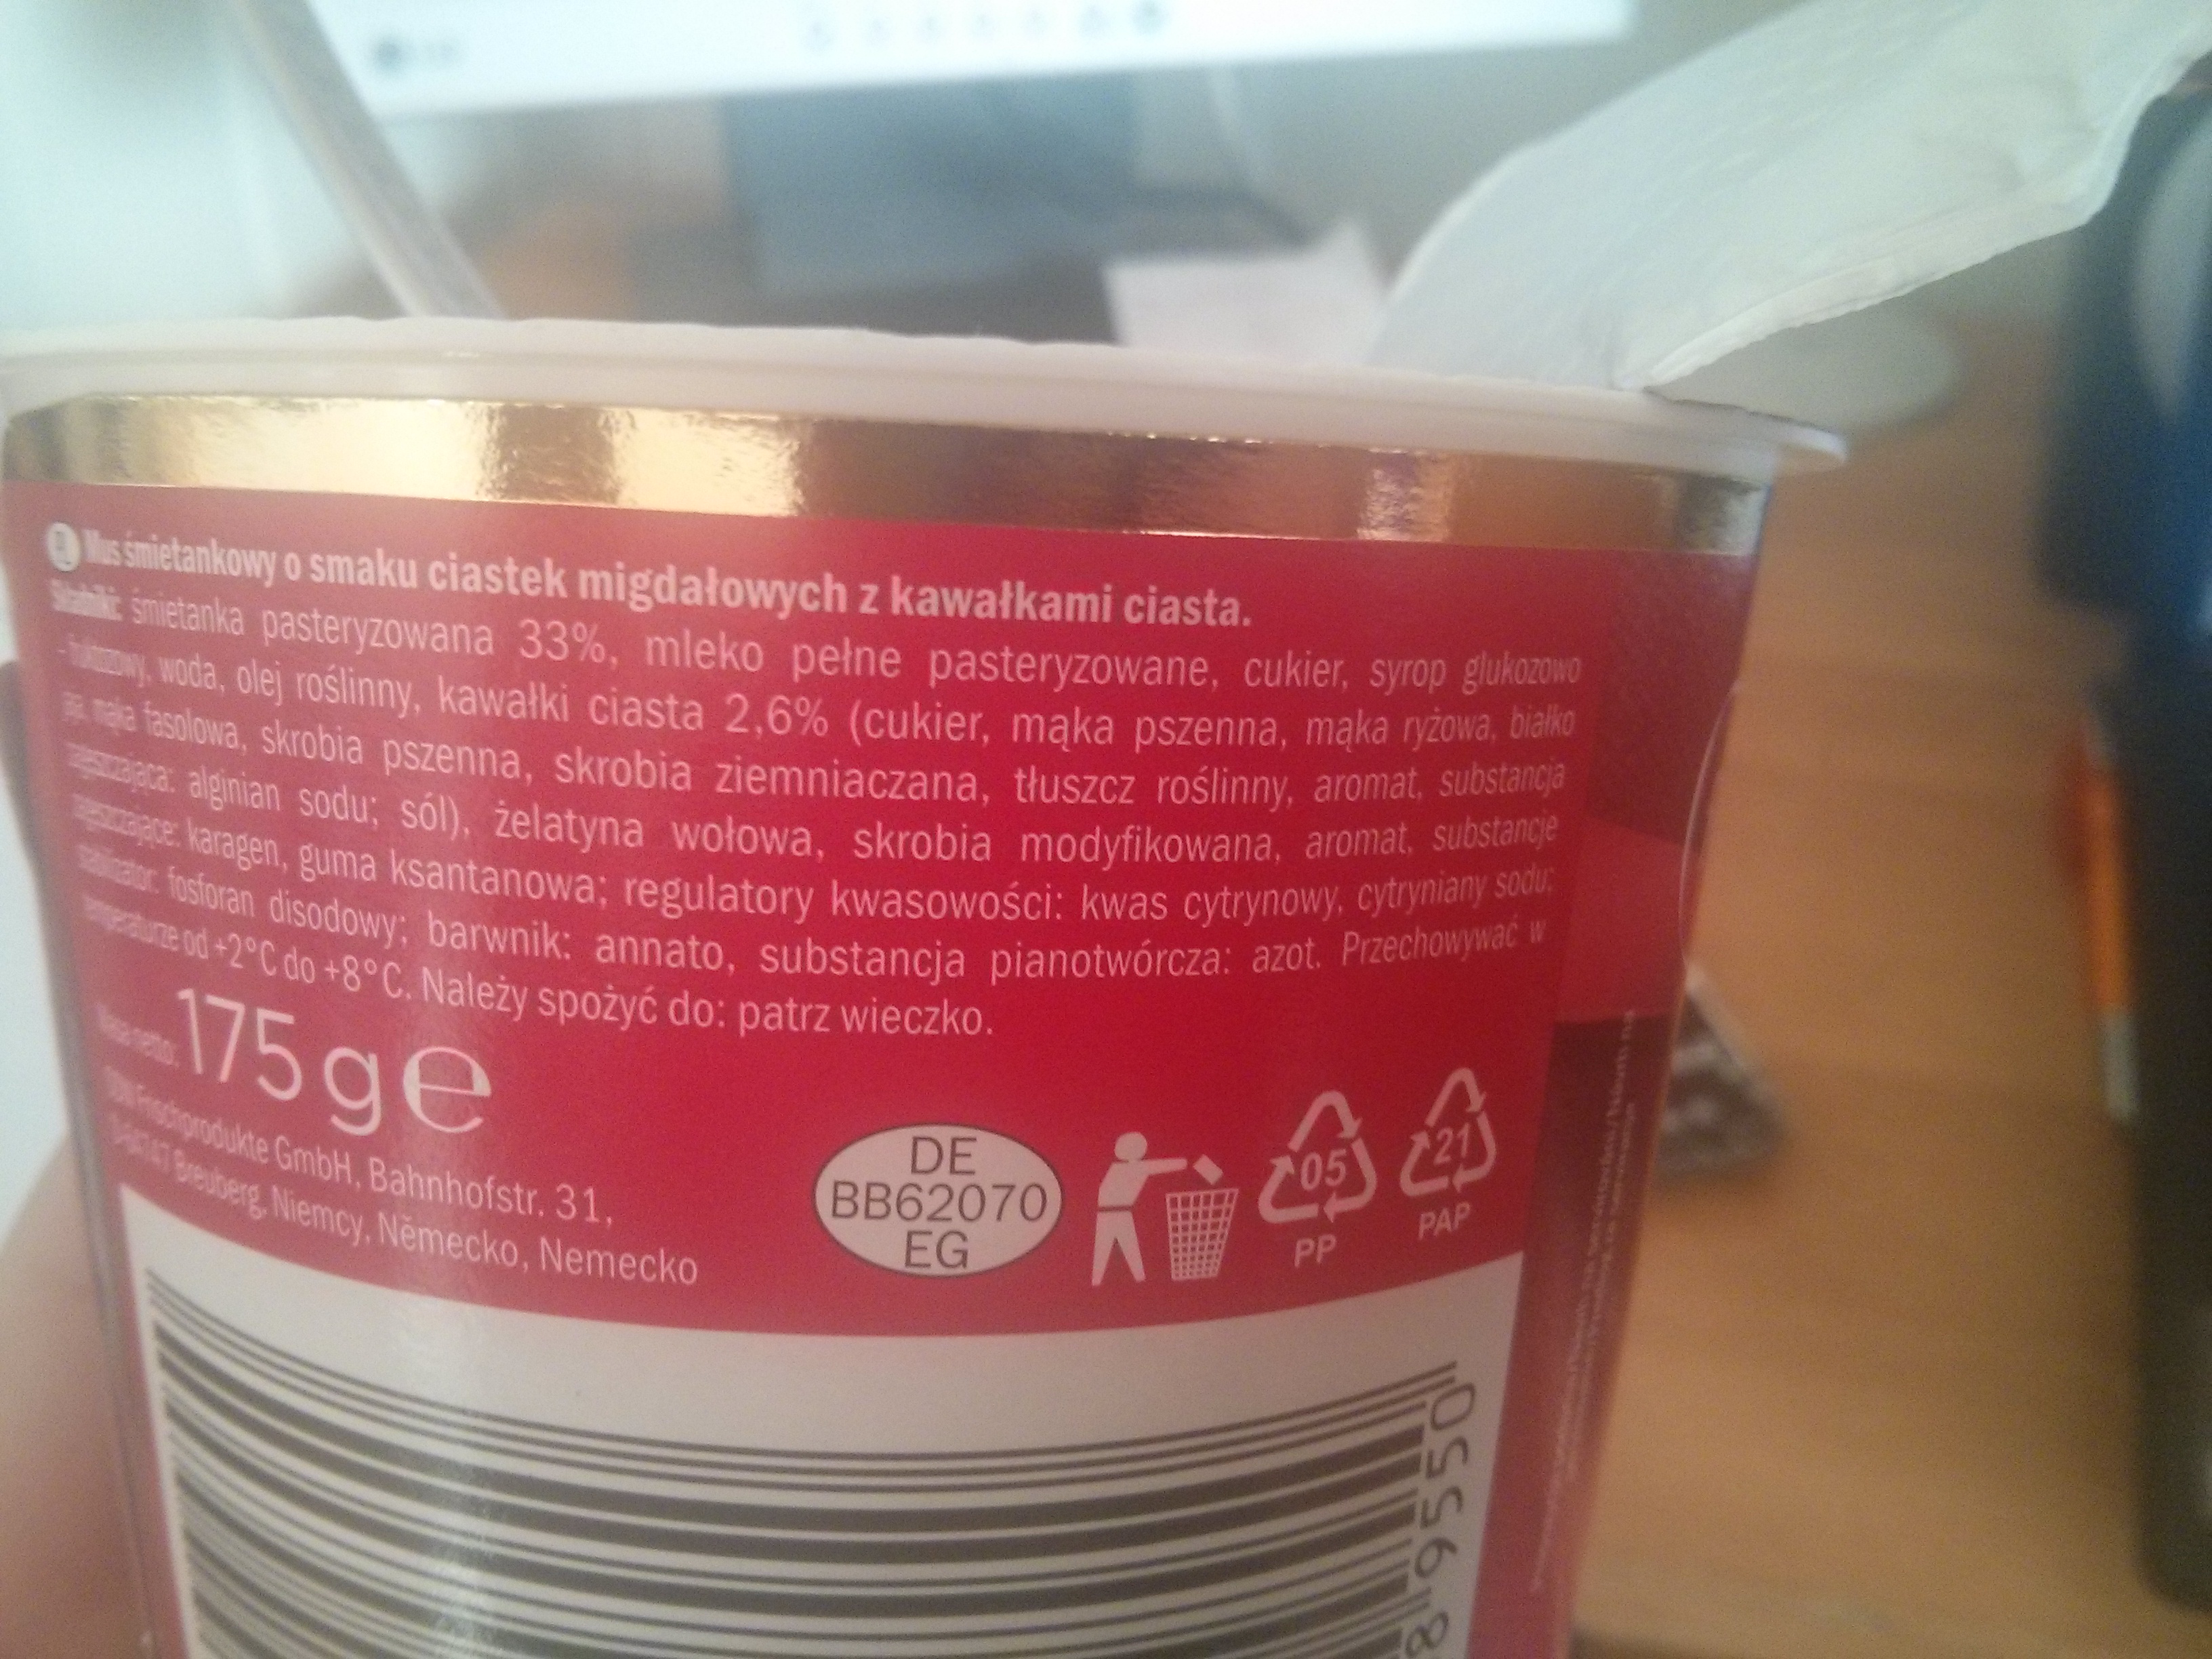 PL Mus śmietankowy o smaku ciastek migdałowych z kawałkami ciasta.
Składniki: śmietanka pasteryzowana 33%, mleko pełne pasteryzowane, cukier, syrop glukozowo
- fruktozowy, woda, olej roślinny, kawałki ciasta 2,6% (cukier, mąka pszenna, mąka ryżowa, białko
jaja, mąka fasolowa, skrobia pszenna, skrobia ziemniaczana, tłuszcz roślinny, aromat, substancja
zagęszczająca: alginian sodu; sól), żelatyna wołowa, skrobia modyfikowana, aromat, substancje
zagęszczające: karagen, guma ksantanowa; regulatory kwasowości: kwas cytrynowy, cytryniany sodu;
stabilizator: fosforan disodowy; barwnik: annato, substancja pianotwórcza: azot. Przechowywać w
temperaturze od +2°C do +8°C. Należy spożyć do: patrz wieczko.
Masa netto: 175 g e
Frischprodukte GmbH, Bahnhofstr. 31,
Breuberg, Niemcy, Německo, Nemecko
DE
BB62070
EG
05
PP
21
PAP
8 9550